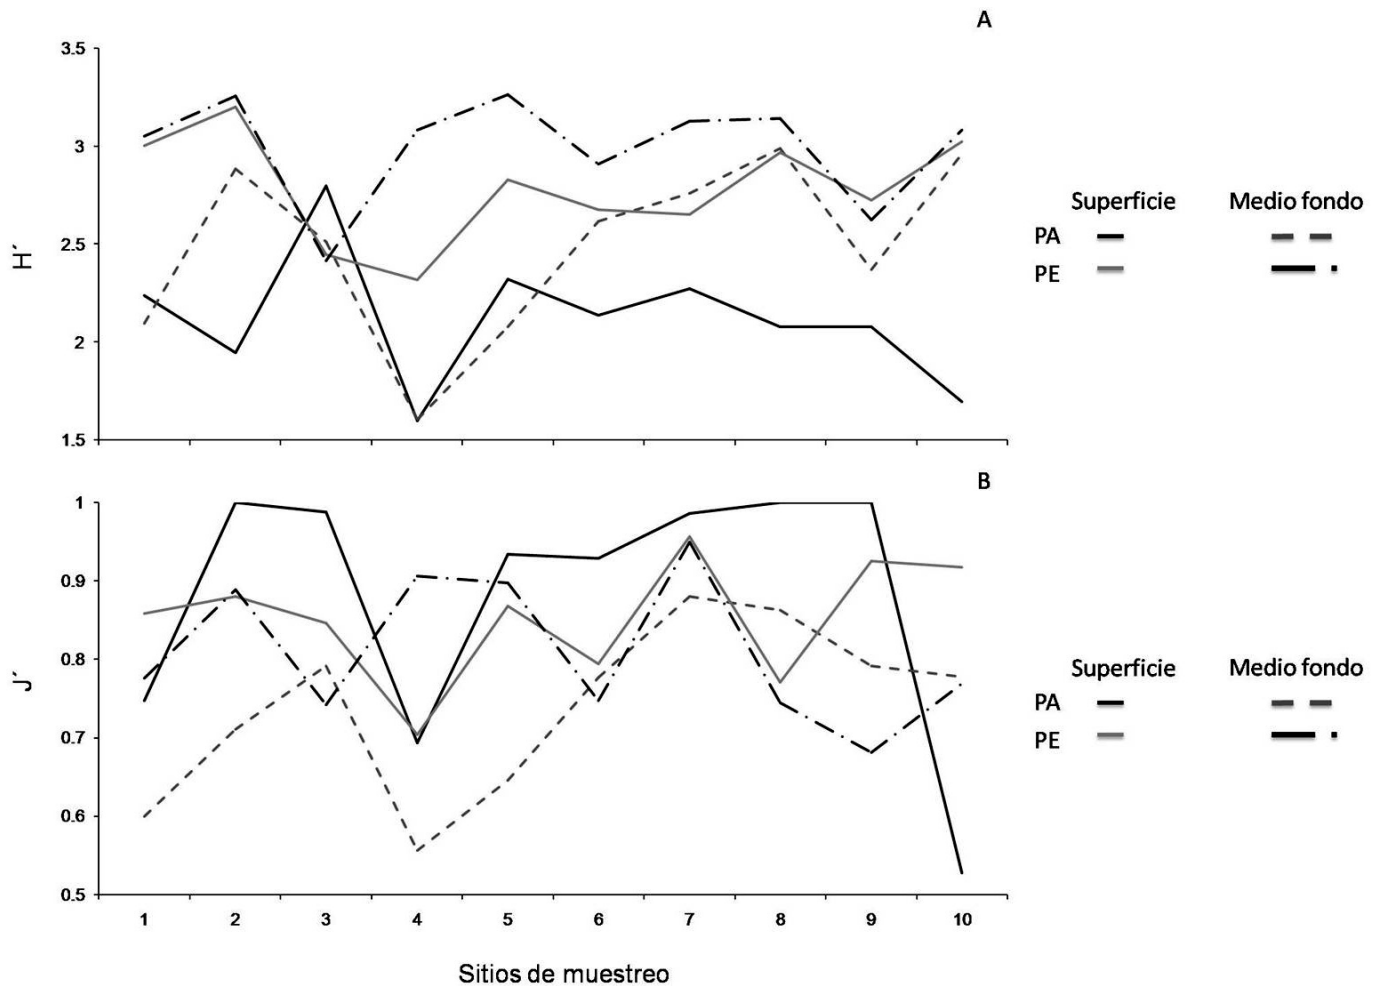 A
3.5
3
2.5
2
1.5
H´
Superficie Medio fondo
PA
PE
B
1
0.9
0.8
0.7
0.6
0.5
J´
Superficie Medio fondo
PA
PE
1 2 3 4 5 6 7 8 9 10
Sitios de muestreo